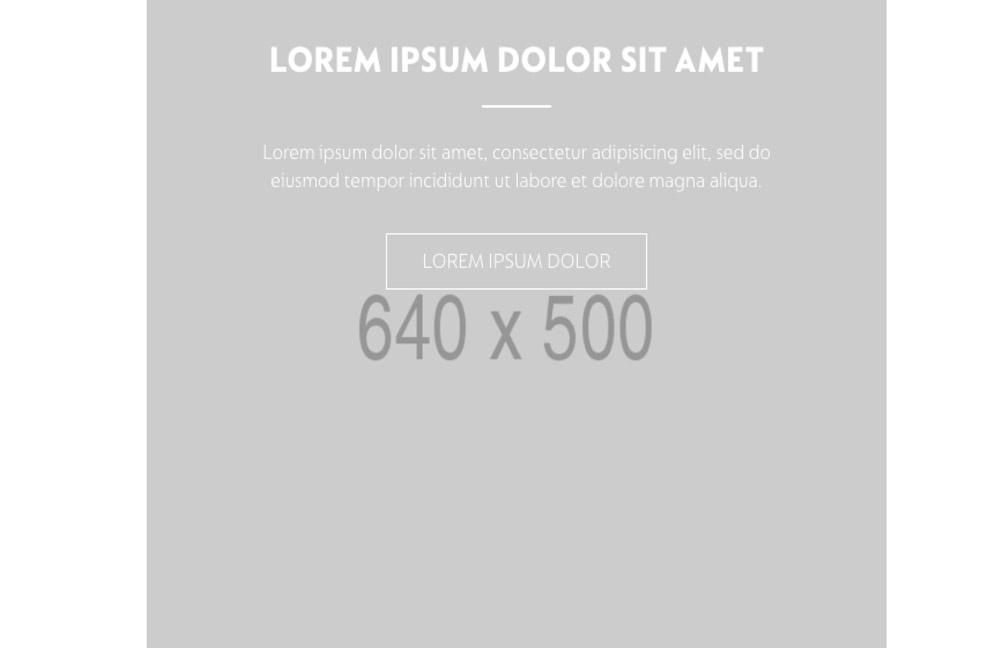 LOREM IPSUM DOLOR SIT AMET
Lorem ipsum dolor sit amet, consectetur adipisicing elit, sed do
eiusmod tempor incididunt ut labore et dolore magna aliqua.
LOREM IPSUM DOLOR
640 x 500